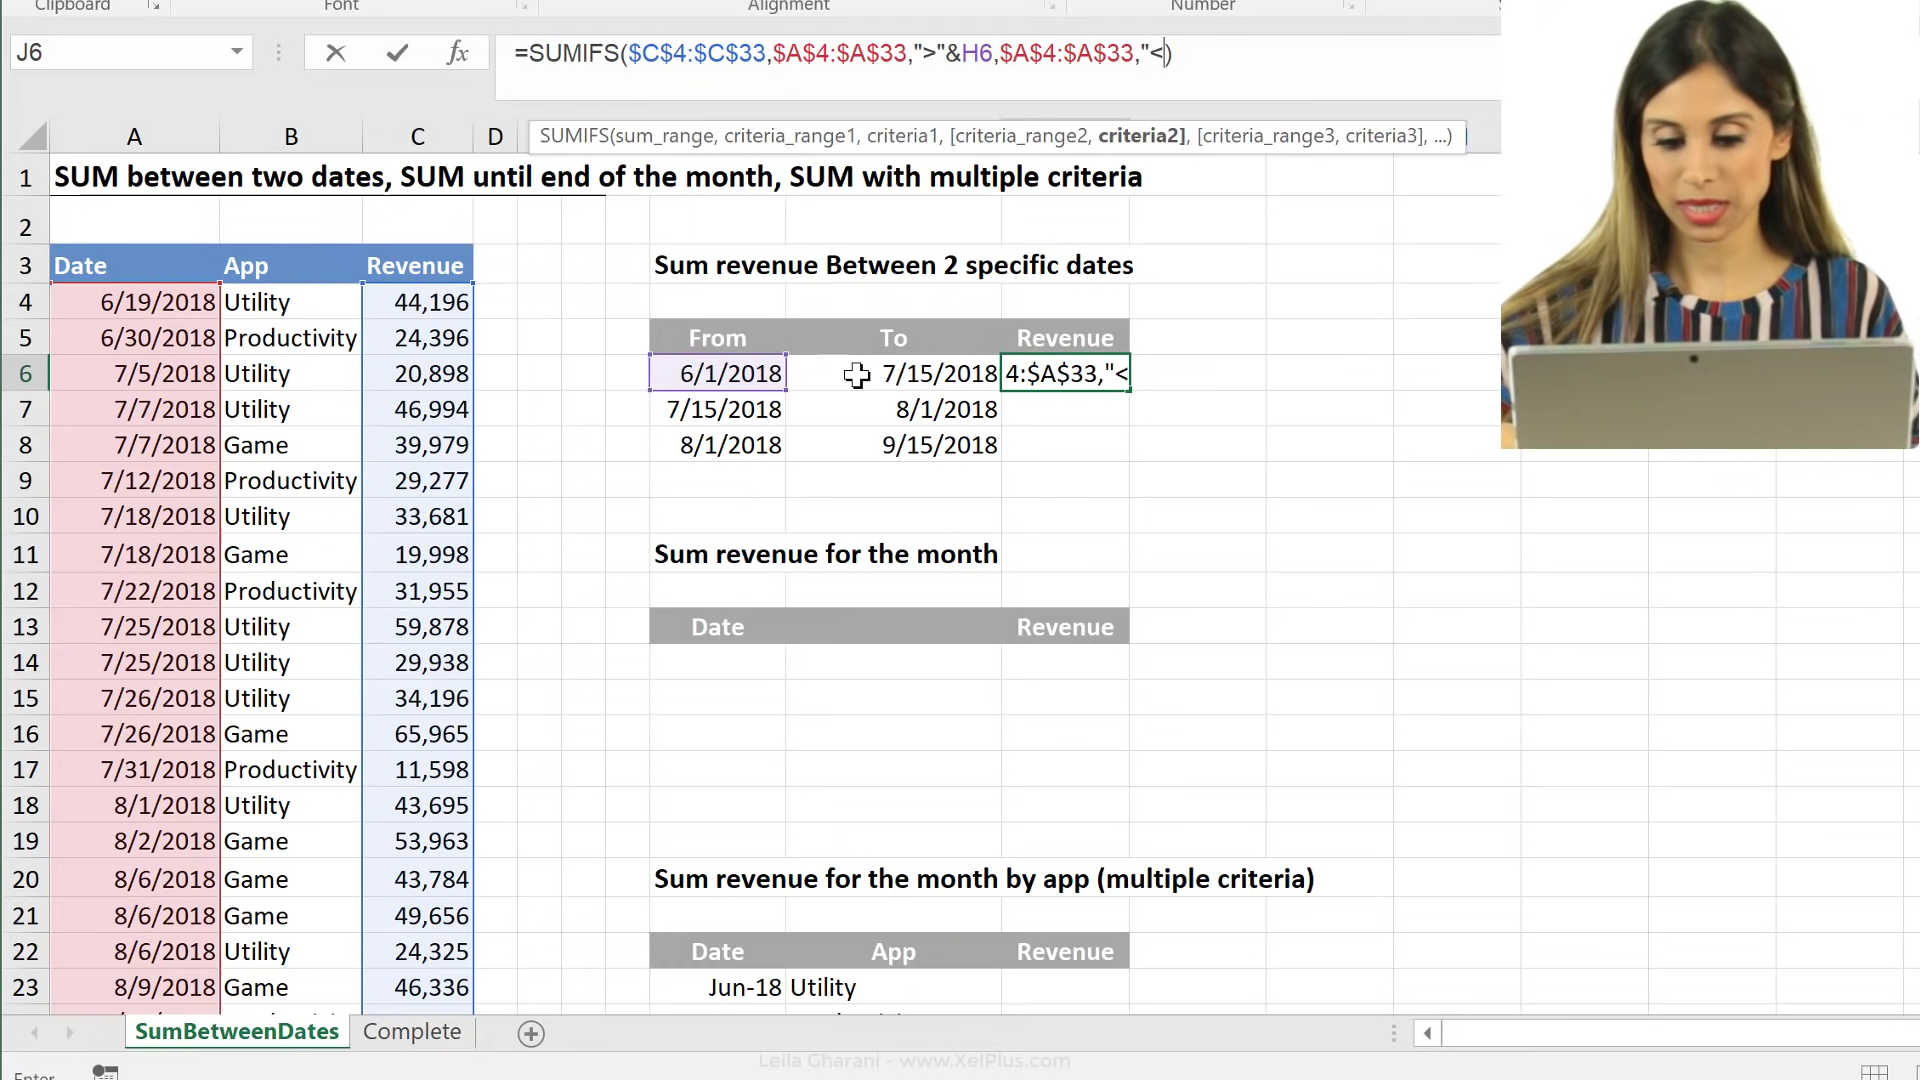 Clipboard Font Alignment Number
J6 fx =SUMIFS($C$4:$C$33,$A$4:$A$33,">"&H6,$A$4:$A$33,"<)
SUMIFS(sum_range, criteria_range1, criteria1, [criteria_range2, criteria2], [criteria_range3, criteria3], ...)
A B C D
1 SUM between two dates, SUM until end of the month, SUM with multiple criteria
2
3 Date App Revenue Sum revenue Between 2 specific dates
4 6/19/2018 Utility 44,196
5 6/30/2018 Productivity 24,396 From To Revenue
6 7/5/2018 Utility 20,898 6/1/2018 7/15/2018 4:$A$33,"<
7 7/7/2018 Utility 46,994 7/15/2018 8/1/2018
8 7/7/2018 Game 39,979 8/1/2018 9/15/2018
9 7/12/2018 Productivity 29,277
10 7/18/2018 Utility 33,681
11 7/18/2018 Game 19,998 Sum revenue for the month
12 7/22/2018 Productivity 31,955
13 7/25/2018 Utility 59,878 Date Revenue
14 7/25/2018 Utility 29,938
15 7/26/2018 Utility 34,196
16 7/26/2018 Game 65,965
17 7/31/2018 Productivity 11,598
18 8/1/2018 Utility 43,695
19 8/2/2018 Game 53,963
20 8/6/2018 Game 43,784 Sum revenue for the month by app (multiple criteria)
21 8/6/2018 Game 49,656
22 8/6/2018 Utility 24,325 Date App Revenue
23 8/9/2018 Game 46,336 Jun-18 Utility
SumBetweenDates Complete
Leila Gharani - www.XelPlus.com
Enter